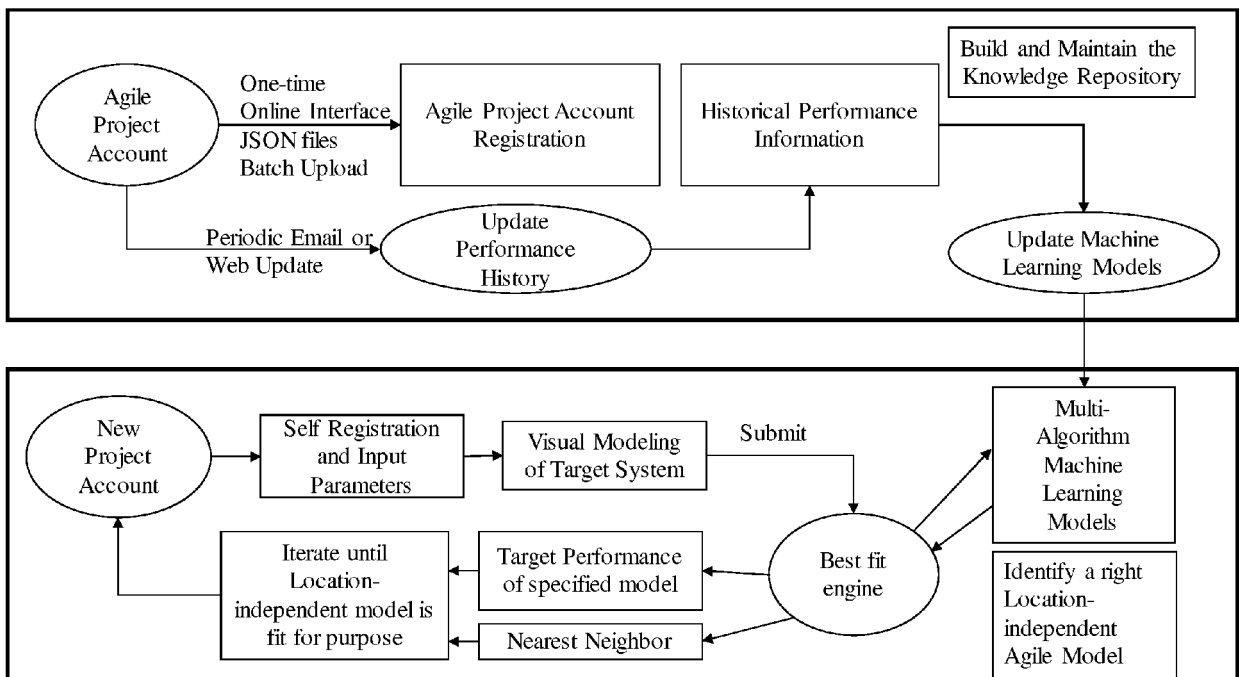 Agile
Project
Account
One-time
Online Interface
JSON files
Batch Upload
Agile Project Account
Registration
Historical Performance
Information
Build and Maintain the
Knowledge Repository
Periodic Email or
Web Update
Update
Performance
History
Update Machine
Learning Models
New
Project
Account
Self Registration
and Input
Parameters
Visual Modeling
of Target System
Submit
Multi-
Algorithm
Machine
Learning
Models
Iterate until
Location-
independent model is
fit for purpose
Target Performance
of specified model
Nearest Neighbor
Best fit
engine
Identify a right
Location-
independent
Agile Model